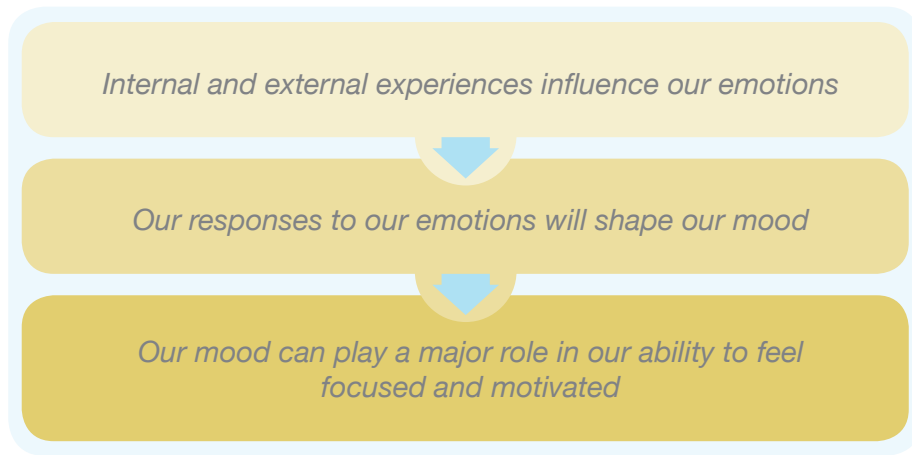 Internal and external experiences influence our emotions
Our responses to our emotions will shape our mood
Our mood can play a major role in our ability to feel
focused and motivated